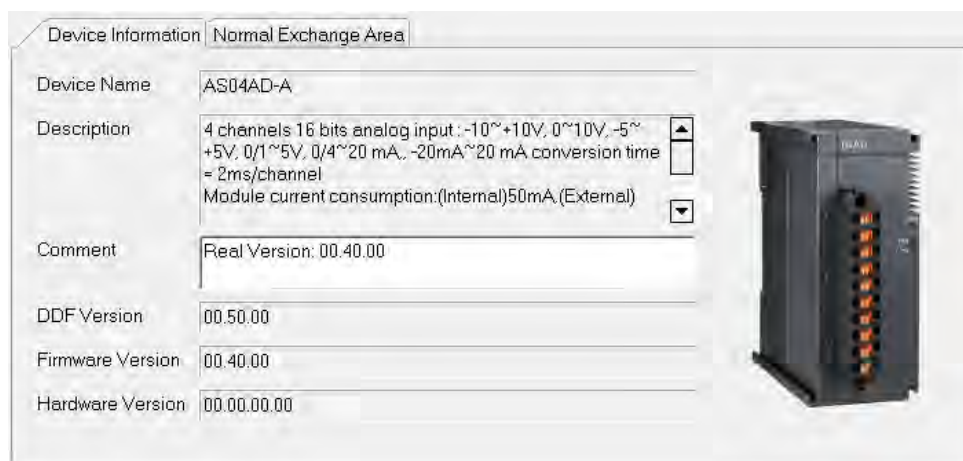 Device Information Normal Exchange Area
Device Name AS04AD-A
Description 4 channels 16 bits analog input : -10~+10V, 0~10V, -5~
+5V, 0/1~5V, 0/4~20 mA,, -20mA~20 mA conversion time
= 2ms/channel
Module current consumption:(Internal)50mA,(External)
Comment Real Version: 00.40.00
DDF Version 00.50.00
Firmware Version 00.40.00
Hardware Version 00.00.00.00